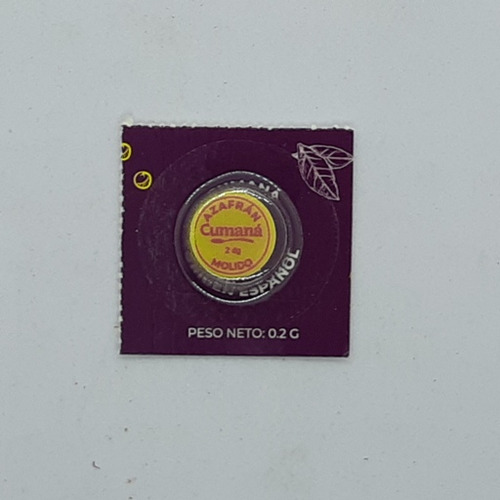 AZAFRÁN
Cumaná
2 dg
MOLIDO
ESPAÑOL
PESO NETO: 0.2 G